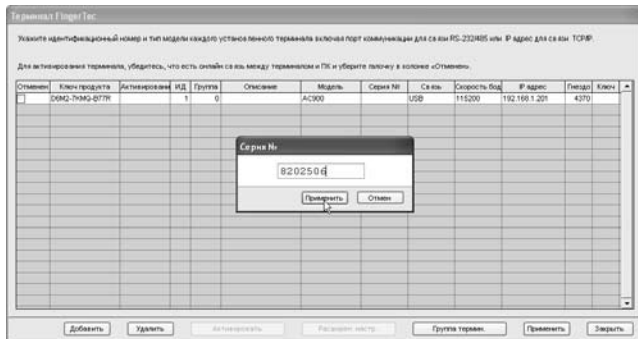 Терминал FingerTec
Укажите идентификационный номер и тип модели каждого установленного терминала включая порт коммуникации для связи RS-232/485 или IP адрес для связи TCP/IP.
Для активирования терминала, убедитесь, что есть онлайн связь между терминалом и ПК и уберите галочку в колонке «Отменен».
Отменен Ключ продукта Активировани ИД Группа Описание Модель Серия № Связь Скорость бод IP адрес Гнездо Ключ
D6M2-7KMG-B77R 1 0 AC900 USB 115200 192.168.1.201 4370
Серия №
8202506
Применить Отмен
Добавить Удалить Активировать Расширен. настр. Группа термин. Применить Закрыть